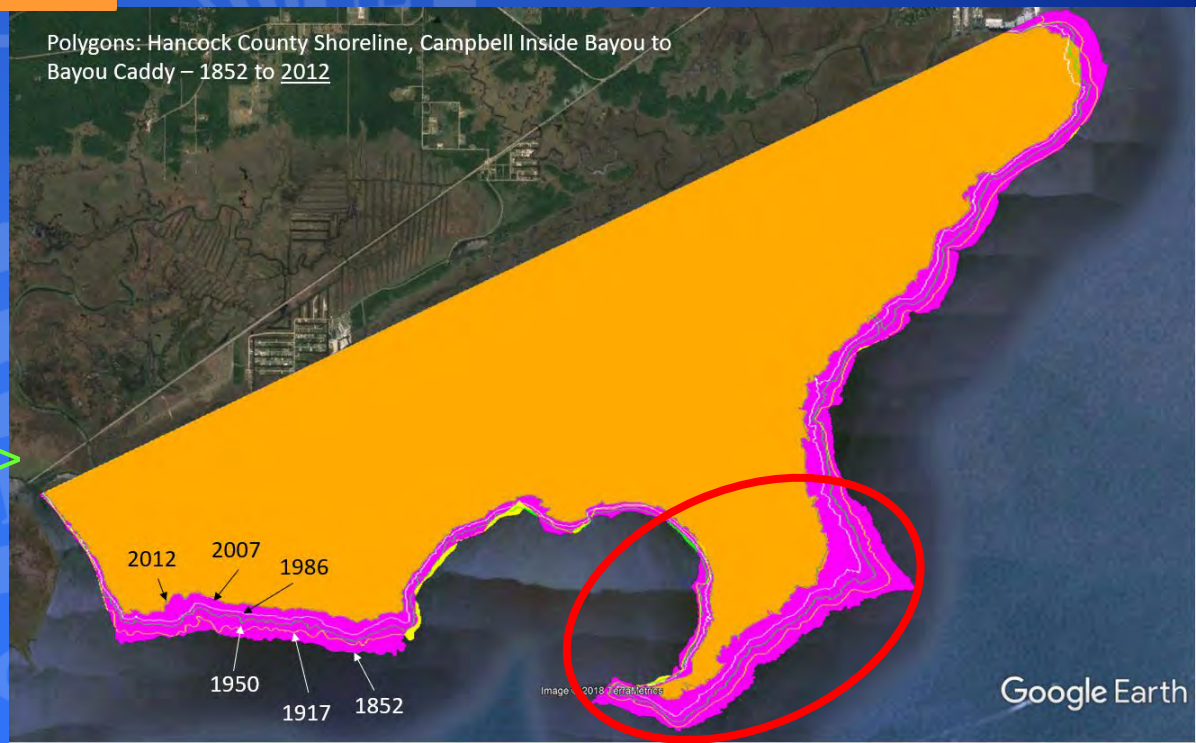 Polygons: Hancock County Shoreline, Campbell Inside Bayou to
Bayou Caddy – 1852 to 2012
2012
2007
1986
1950
1917
1852
Image © 2018 TerraMetrics
Google Earth
>